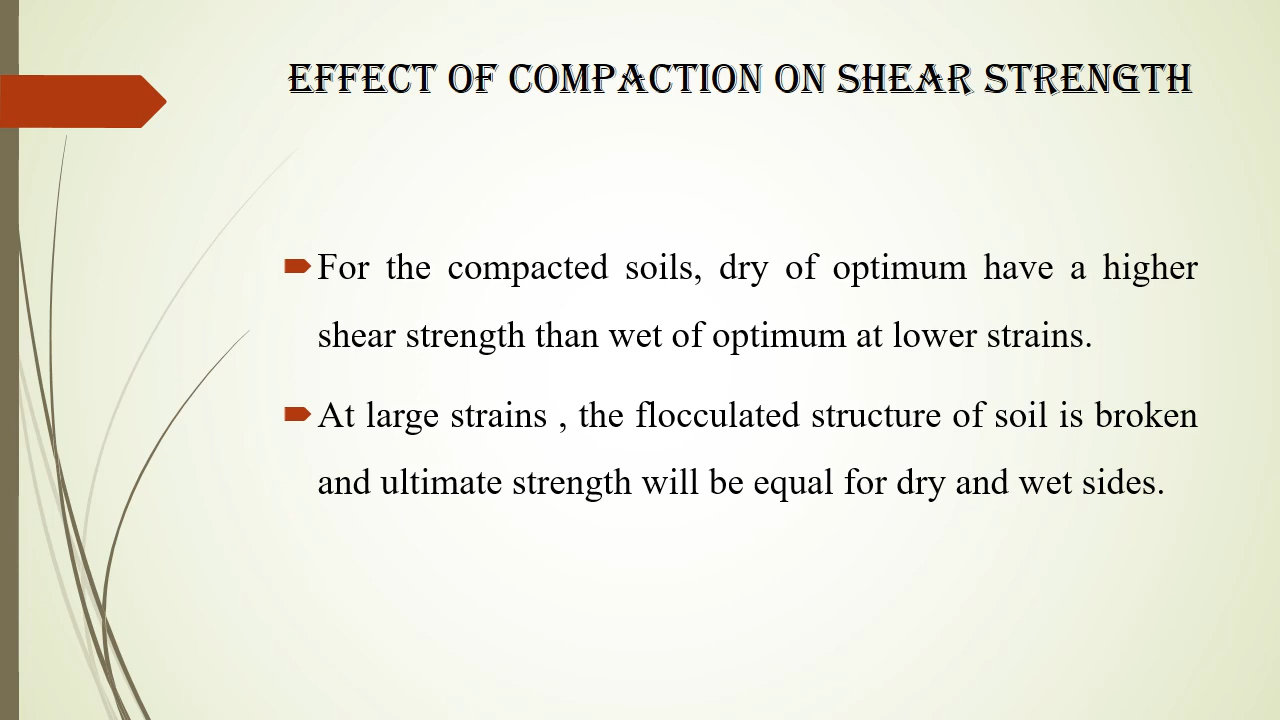 EFFECT OF COMPACTION ON SHEAR STRENGTH
For the compacted soils, dry of optimum have a higher
shear strength than wet of optimum at lower strains.
At large strains , the flocculated structure of soil is broken
and ultimate strength will be equal for dry and wet sides.